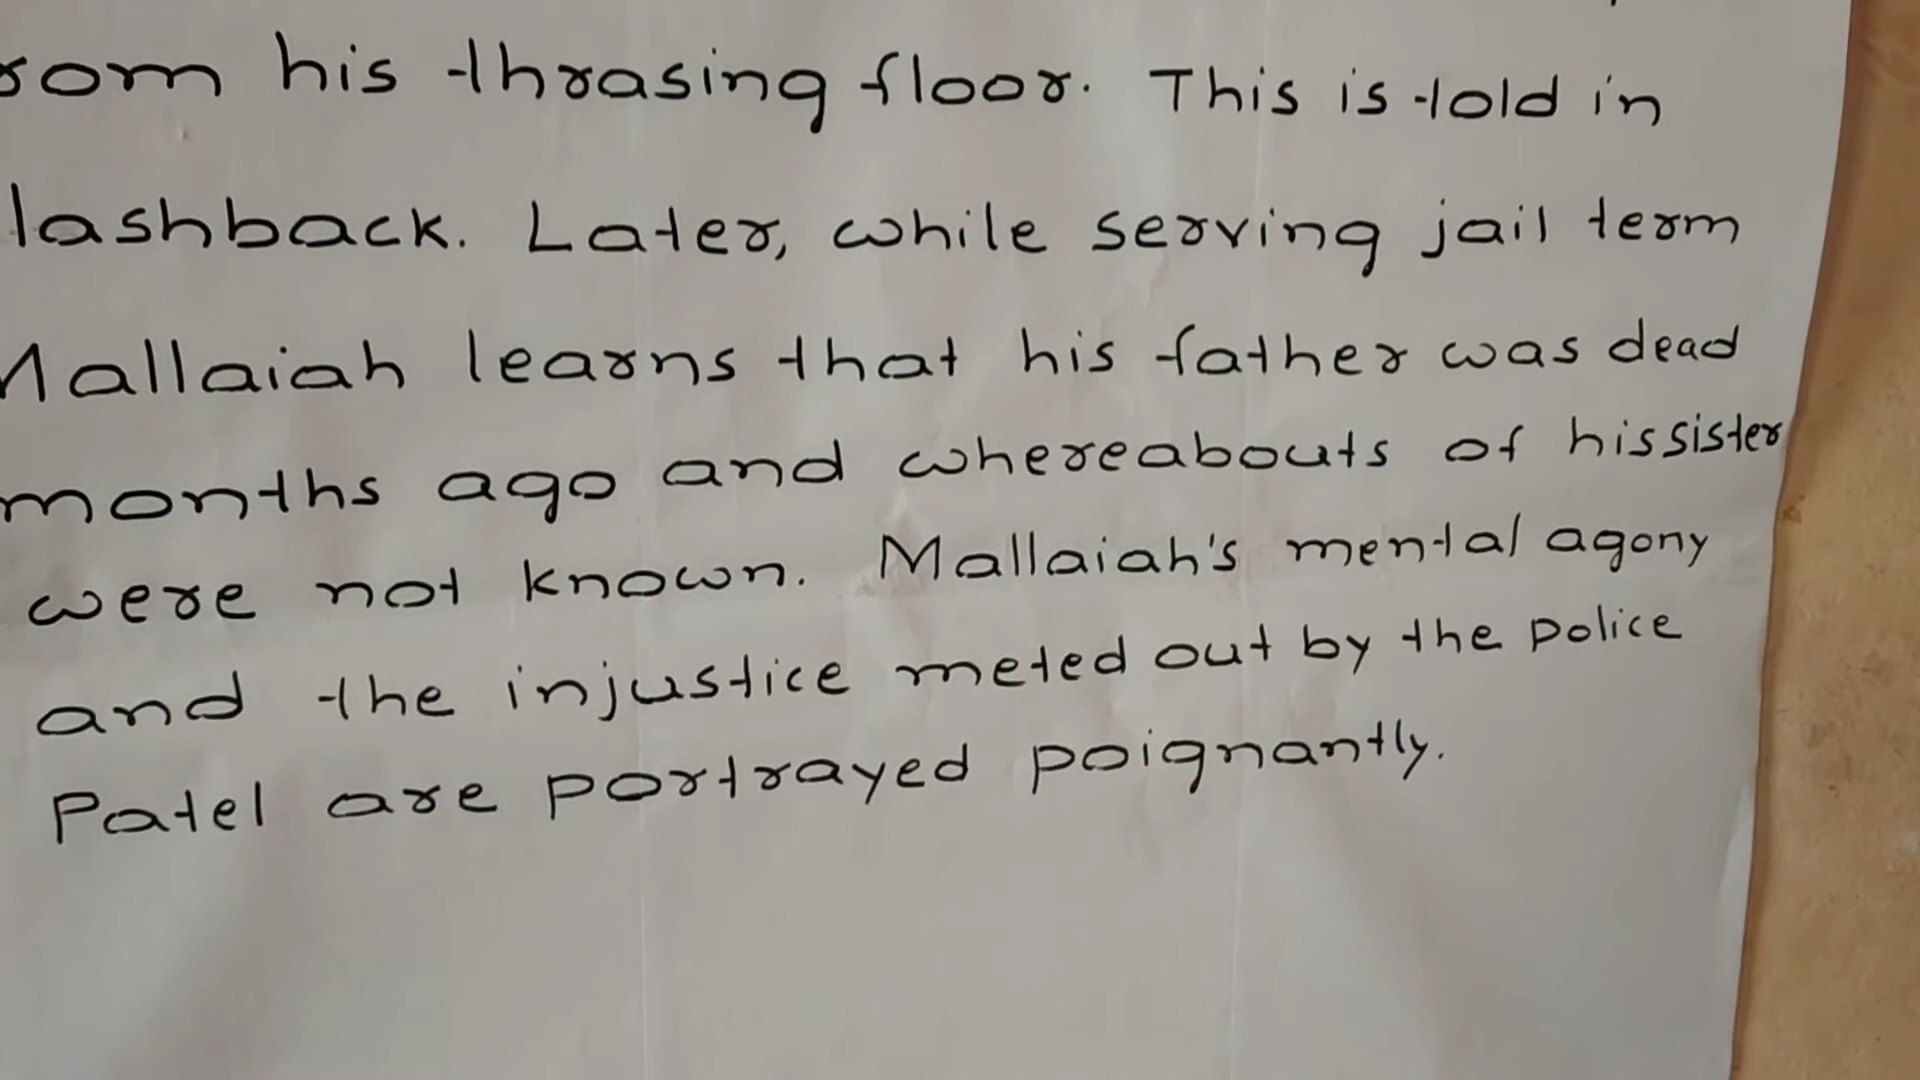 rom his thrasing floor. This is told in
lashback. Later, while serving jail term
Mallaiah learns that his father was dead
months ago and whereabouts of his sister
were not known. Mallaiah's mental agony
and the injustice meted out by the police
Patel are portrayed poignantly.